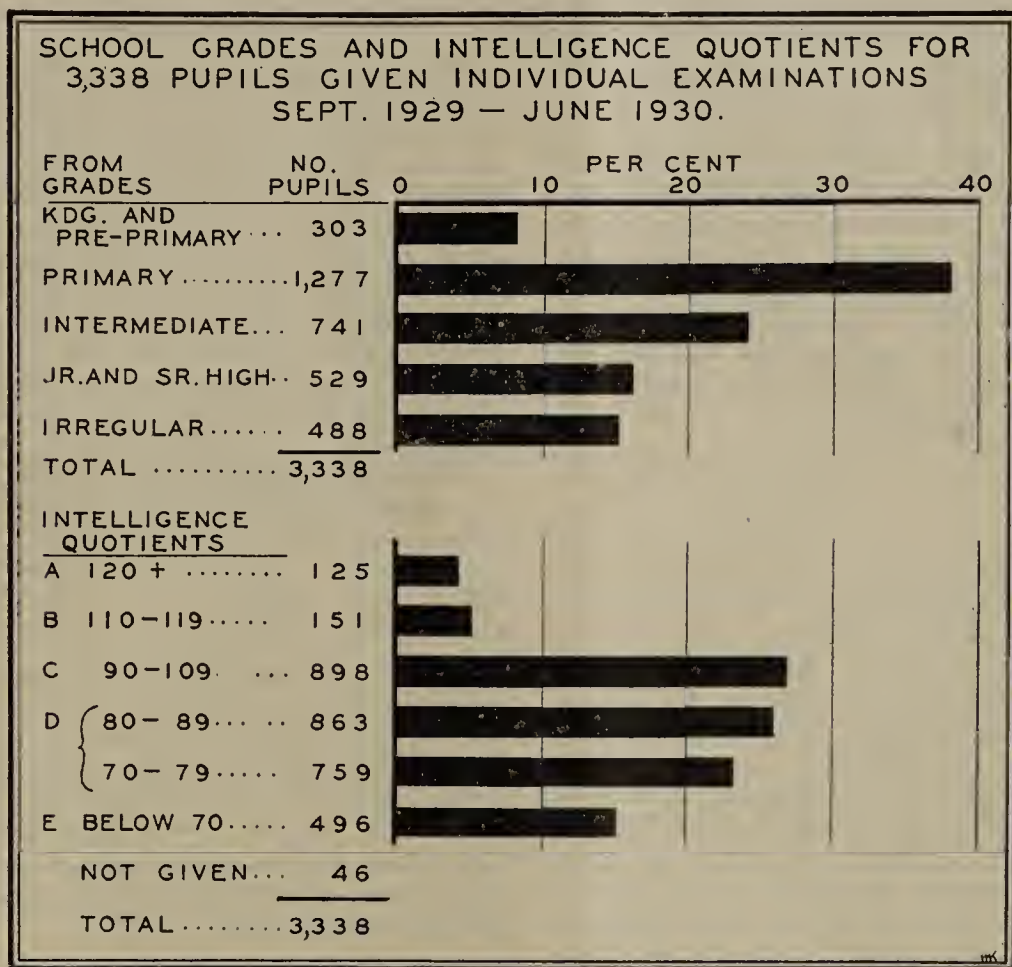 SCHOOL GRADES AND INTELLIGENCE QUOTIENTS FOR
3,338 PUPILS GIVEN INDIVIDUAL EXAMINATIONS
SEPT. 1929 — JUNE 1930.
FROM GRADES NO. PUPILS PER CENT
0 10 20 30 40
KDG. AND
PRE-PRIMARY ... 303
PRIMARY .......... 1,277
INTERMEDIATE... 741
JR. AND SR. HIGH.. 529
IRREGULAR...... 488
TOTAL .......... 3,338
INTELLIGENCE
QUOTIENTS
A 120 + ........ 125
B 110-119..... 151
C 90-109. ... 898
D 80-89... .. 863
70-79..... 759
E BELOW 70..... 496
NOT GIVEN... 46
TOTAL ........ 3,338